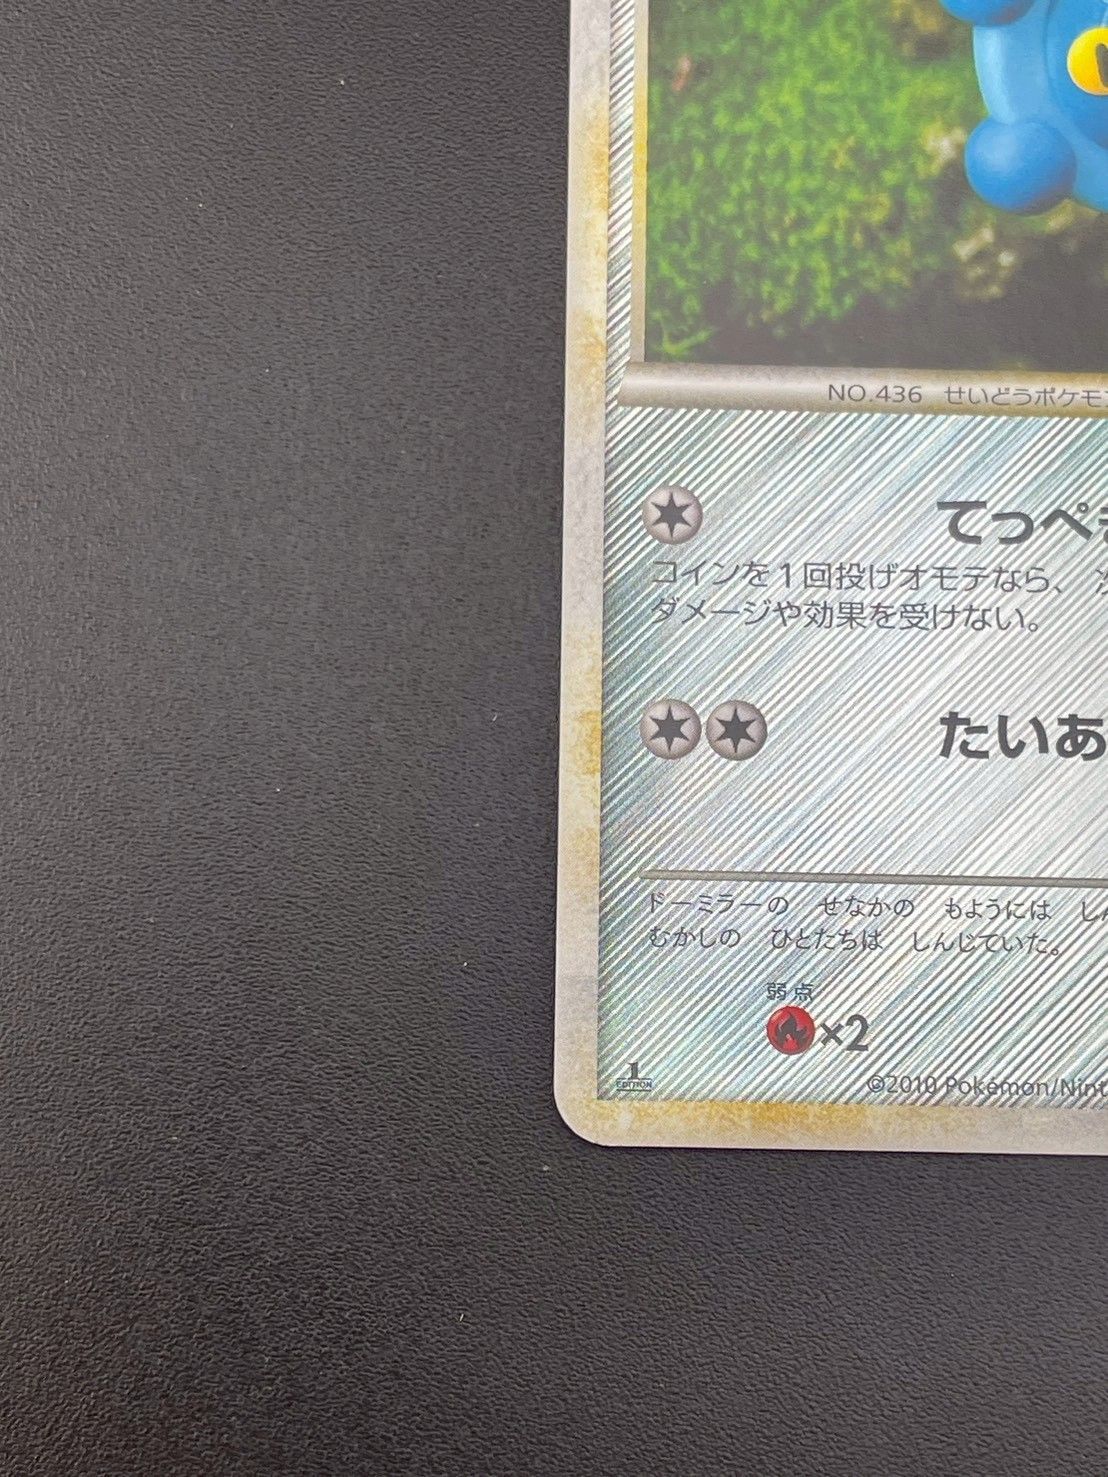 NO.436 せいどうポケモ
てっぺ
コインを1回投げオモテなら、
ダメージや効果を受けない。
たいあ
ドーミラーの せなかの もようには し
むかしの ひとたちは しんじていた。
弱点
×2
1
EDITION
©2010 Pokémon/Nint